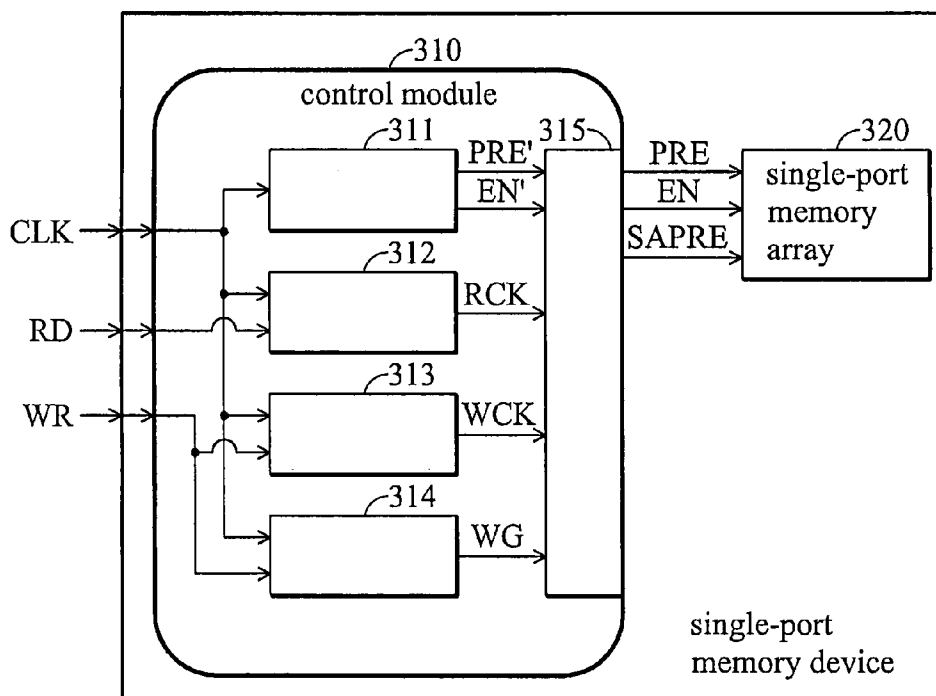 310
control module
311
PRE'
EN'
315
PRE
EN
SAPRE
320
single-port
memory
array
CLK
312
RCK
RD
313
WCK
WR
314
WG
single-port
memory device